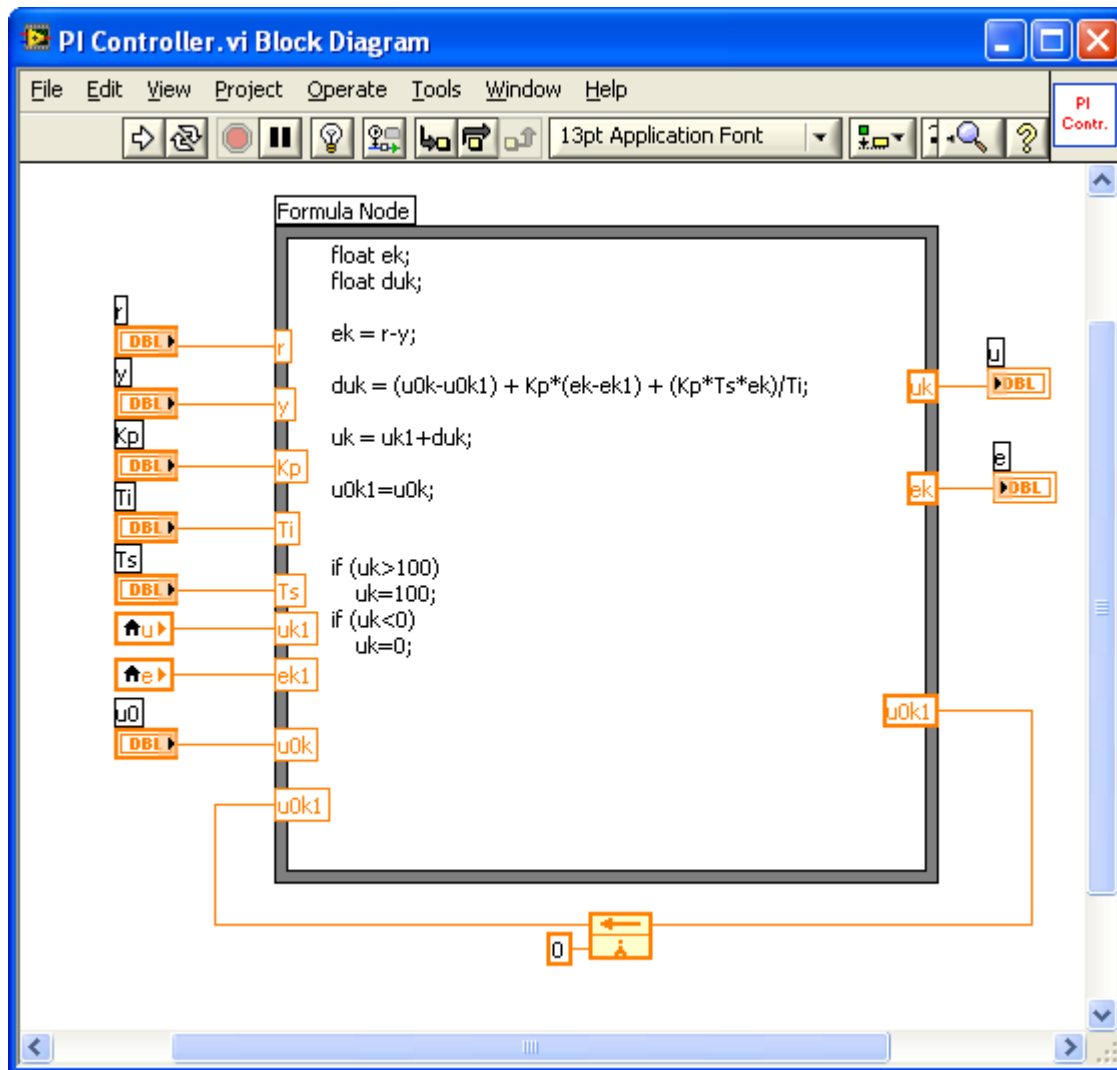 PI Controller.vi Block Diagram
File Edit View Project Operate Tools Window Help
PI
Contr.
13pt Application Font
Formula Node
float ek;
float duk;
ek = r-y;
duk = (u0k-u0k1) + Kp*(ek-ek1) + (Kp*Ts*ek)/Ti;
uk = uk1+duk;
u0k1=u0k;
if (uk>100)
uk=100;
if (uk<0)
uk=0;
r
DBL
r
y
DBL
y
Kp
DBL
Kp
Ti
DBL
Ti
Ts
DBL
Ts
u
uk1
e
ek1
u0
DBL
u0k
u0k1
uk
u
DBL
ek
e
DBL
u0k1
0